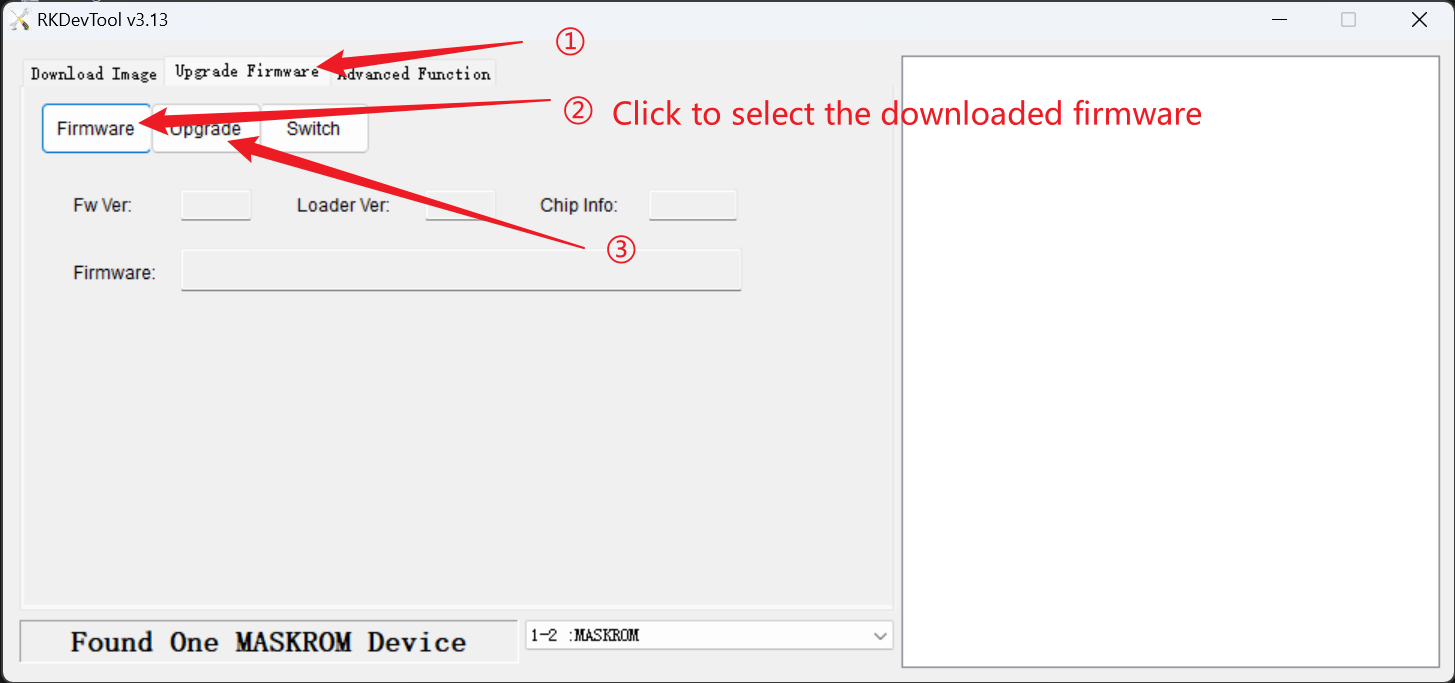 RKDevTool v3.13
①
Download Image Upgrade Firmware Advanced Function
② Click to select the downloaded firmware
Firmware Upgrade Switch
Fw Ver: Loader Ver: Chip Info:
③
Firmware:
Found One MASKROM Device
1-2 :MASKROM